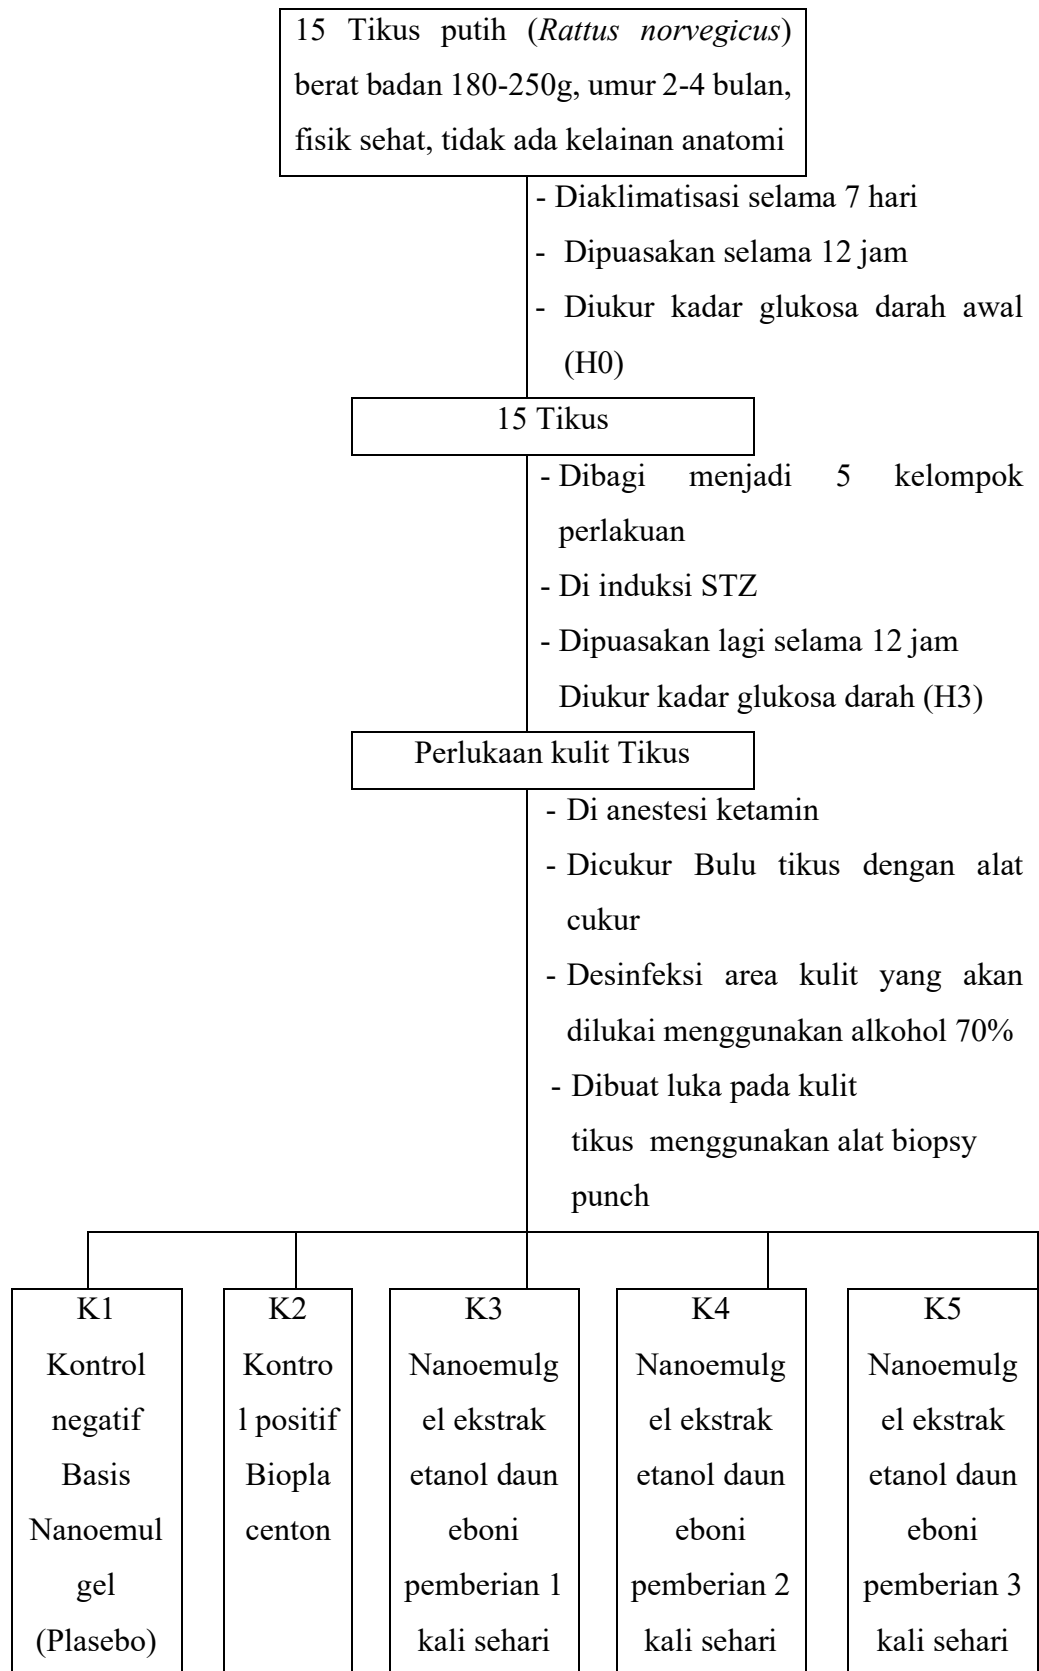 15 Tikus putih (Rattus norvegicus)
berat badan 180-250g, umur 2-4 bulan,
fisik sehat, tidak ada kelainan anatomi
- Diaklimatisasi selama 7 hari
- Dipuasakan selama 12 jam
- Diukur kadar glukosa darah awal
(H0)
15 Tikus
- Dibagi menjadi 5 kelompok
perlakuan
- Di induksi STZ
- Dipuasakan lagi selama 12 jam
Diukur kadar glukosa darah (H3)
Perlukaan kulit Tikus
- Di anestesi ketamin
- Dicukur Bulu tikus dengan alat
cukur
- Desinfeksi area kulit yang akan
dilukai menggunakan alkohol 70%
- Dibuat luka pada kulit
tikus menggunakan alat biopsy
punch
K1
Kontrol
negatif
Basis
Nanoemul
gel
(Plasebo)
K2
Kontro
l positif
Biopla
centon
K3
Nanoemulg
el ekstrak
etanol daun
eboni
pemberian 1
kali sehari
K4
Nanoemulg
el ekstrak
etanol daun
eboni
pemberian 2
kali sehari
K5
Nanoemulg
el ekstrak
etanol daun
eboni
pemberian 3
kali sehari